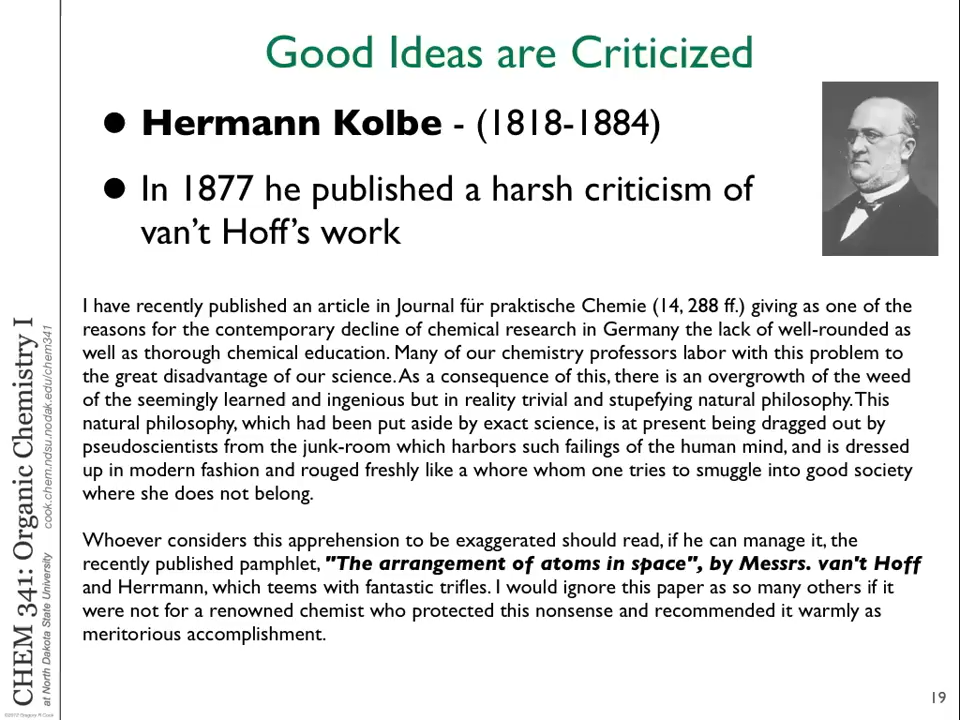 Good Ideas are Criticized
● Hermann Kolbe - (1818-1884)
● In 1877 he published a harsh criticism of
van't Hoff's work
I have recently published an article in Journal für praktische Chemie (14, 288 ff.) giving as one of the
reasons for the contemporary decline of chemical research in Germany the lack of well-rounded as
well as thorough chemical education. Many of our chemistry professors labor with this problem to
the great disadvantage of our science. As a consequence of this, there is an overgrowth of the weed
of the seemingly learned and ingenious but in reality trivial and stupefying natural philosophy. This
natural philosophy, which had been put aside by exact science, is at present being dragged out by
pseudoscientists from the junk-room which harbors such failings of the human mind, and is dressed
up in modern fashion and rouged freshly like a whore whom one tries to smuggle into good society
where she does not belong.
Whoever considers this apprehension to be exaggerated should read, if he can manage it, the
recently published pamphlet, "The arrangement of atoms in space", by Messrs. van't Hoff
and Herrmann, which teems with fantastic trifles. I would ignore this paper as so many others if it
were not for a renowned chemist who protected this nonsense and recommended it warmly as
meritorious accomplishment.
CHEM 341: Organic Chemistry I
at North Dakota State University cook.chem.ndsu.nodak.edu/chem341
©2012 Gregory R Cook
19